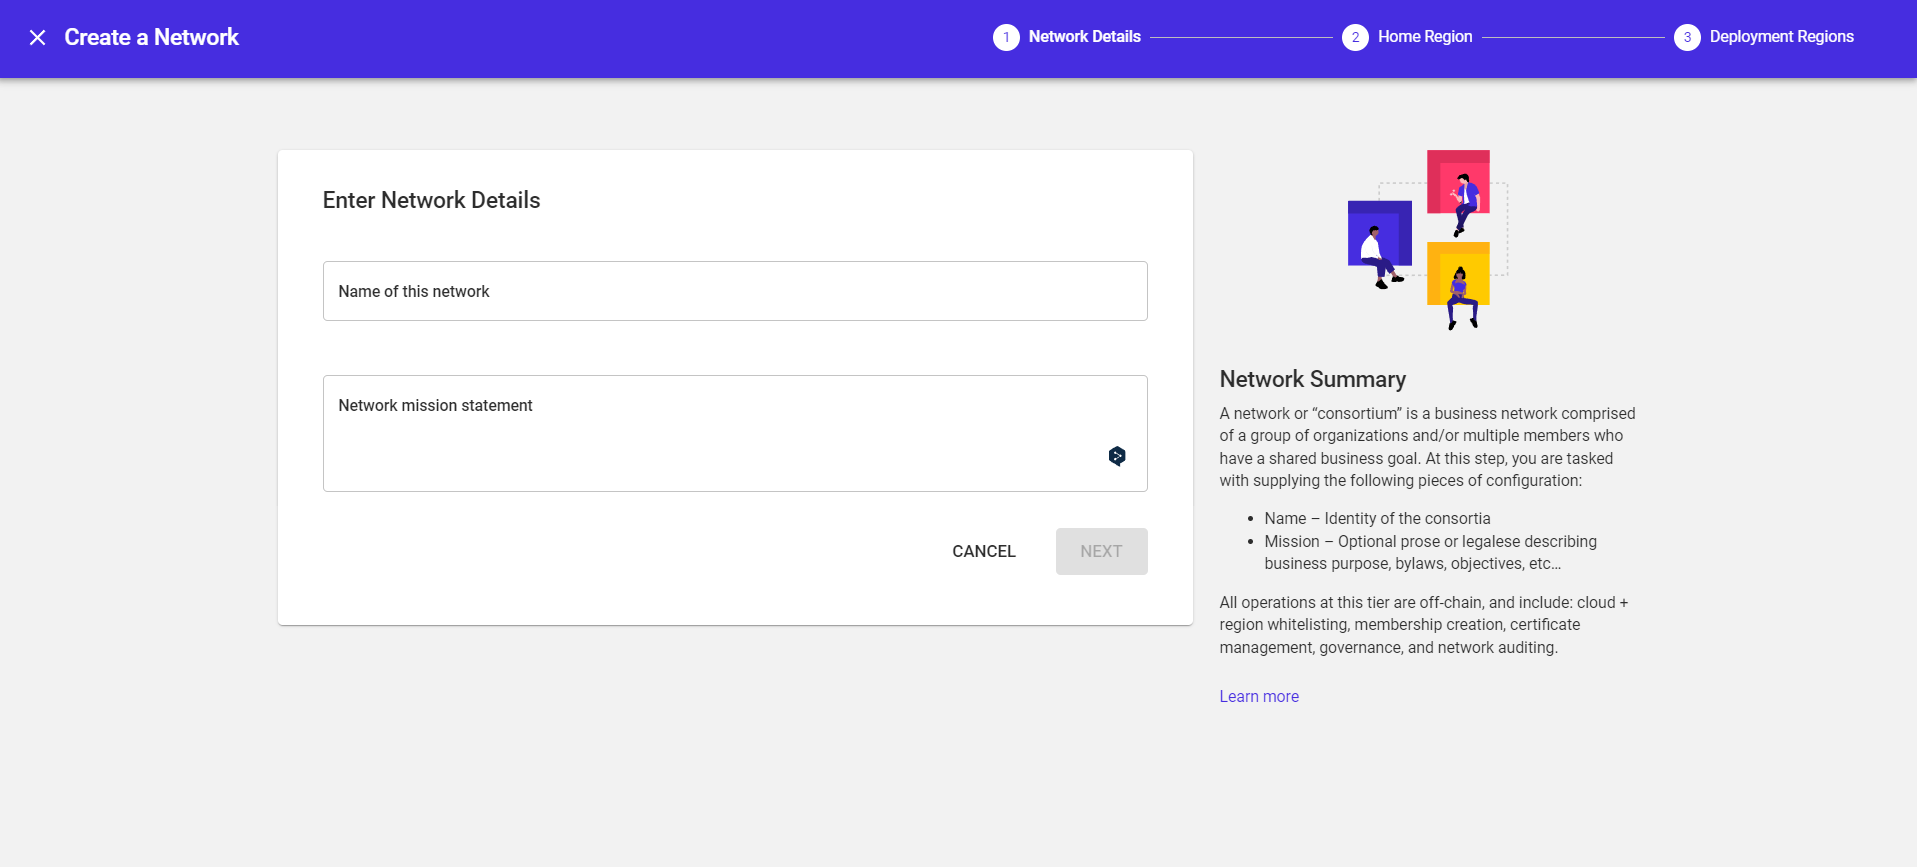 Create a Network
1 Network Details
2 Home Region
3 Deployment Regions
Enter Network Details
Name of this network
Network mission statement
CANCEL
NEXT
Network Summary
A network or “consortium” is a business network comprised
of a group of organizations and/or multiple members who
have a shared business goal. At this step, you are tasked
with supplying the following pieces of configuration:
• Name – Identity of the consortia
• Mission – Optional prose or legalese describing
business purpose, bylaws, objectives, etc...
All operations at this tier are off-chain, and include: cloud +
region whitelisting, membership creation, certificate
management, governance, and network auditing.
Learn more